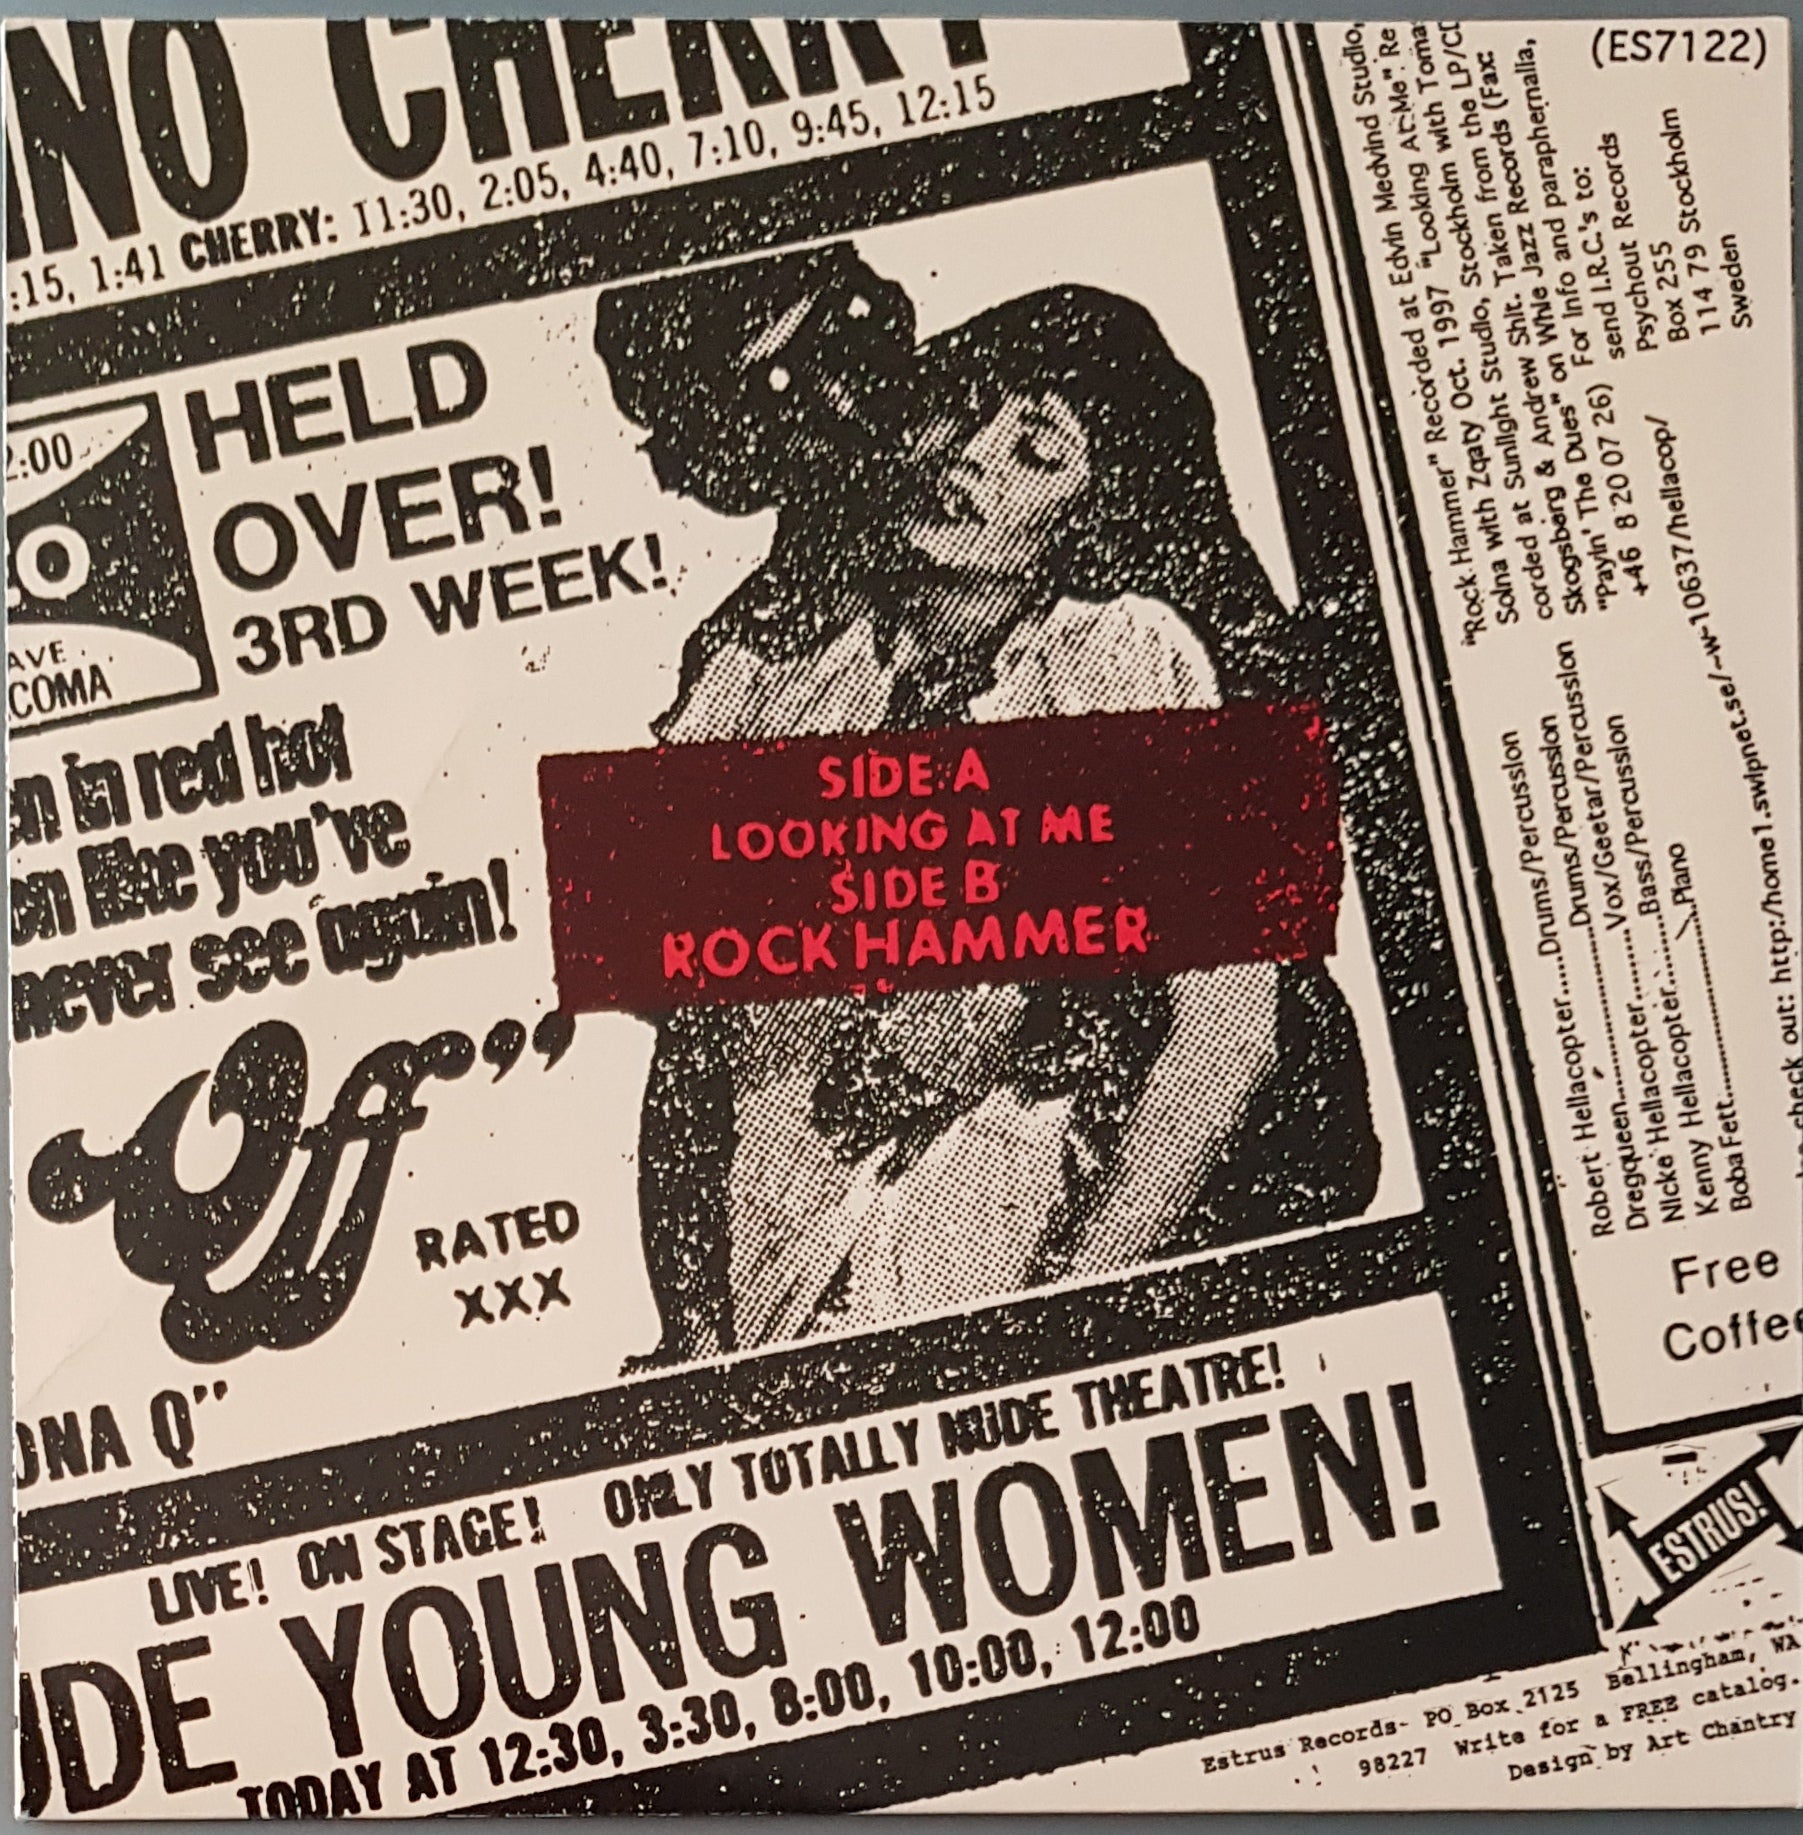 NO CHERRY
:15, 1:41 CHERRY: 11:30, 2:05, 4:40, 7:10, 9:45, 12:15
:00
AVE.
COMA
HELD
OVER!
3RD WEEK!
n in red hot
on like you've
never see again!
Off"
RATED
XXX
ONA Q"
SIDE A
LOOKING AT ME
SIDE B
ROCK HAMMER
LIVE! ON STAGE! ONLY TOTALLY NUDE THEATRE!
UDE YOUNG WOMEN!
TODAY AT 12:30, 3:30, 8:00, 10:00, 12:00
(ES7122)
"Rock Hammer" Recorded at Edvin Medvind Studio,
Solna with Zqaty Oct. 1997 "Looking At Me" Re
corded at Sunlight Studio, Stockholm with Toma
Skogsberg & Andrew Shit. Taken from the LP/CD
"Payin' The Dues" on Whie Jazz Records (Fax:
+46 8 20 07 26) For Info and paraphernalia,
send I.R.C.'s to:
Psychout Records
Box 255
114 79 Stockholm
Sweden
Robert Hellacopter.....Drums/Percussion
Dregqueen...................Drums/Percussion
Nicke Hellacopter.......Vox/Geetar/Percussion
Kenny Hellacopter.......Bass/Percussion
Boba Fett.....................Piano
check out: http:/home1.swipnet.se/~w-10637/hellacop/
Free
Coffee
ESTRUS!
Estrus Records- PO Box 2125 Bellingham, WA
98227 Write for a FREE catalog.
Design by Art Chantry